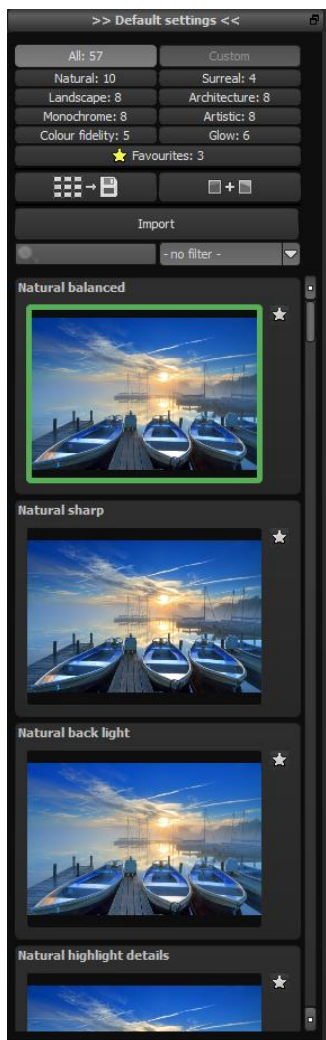 >> Default settings <<
All: 57
Custom
Natural: 10
Surreal: 4
Landscape: 8
Architecture: 8
Monochrome: 8
Artistic: 8
Colour fidelity: 5
Glow: 6
Favourites: 3
Import
- no filter -
Natural balanced
Natural sharp
Natural back light
Natural highlight details